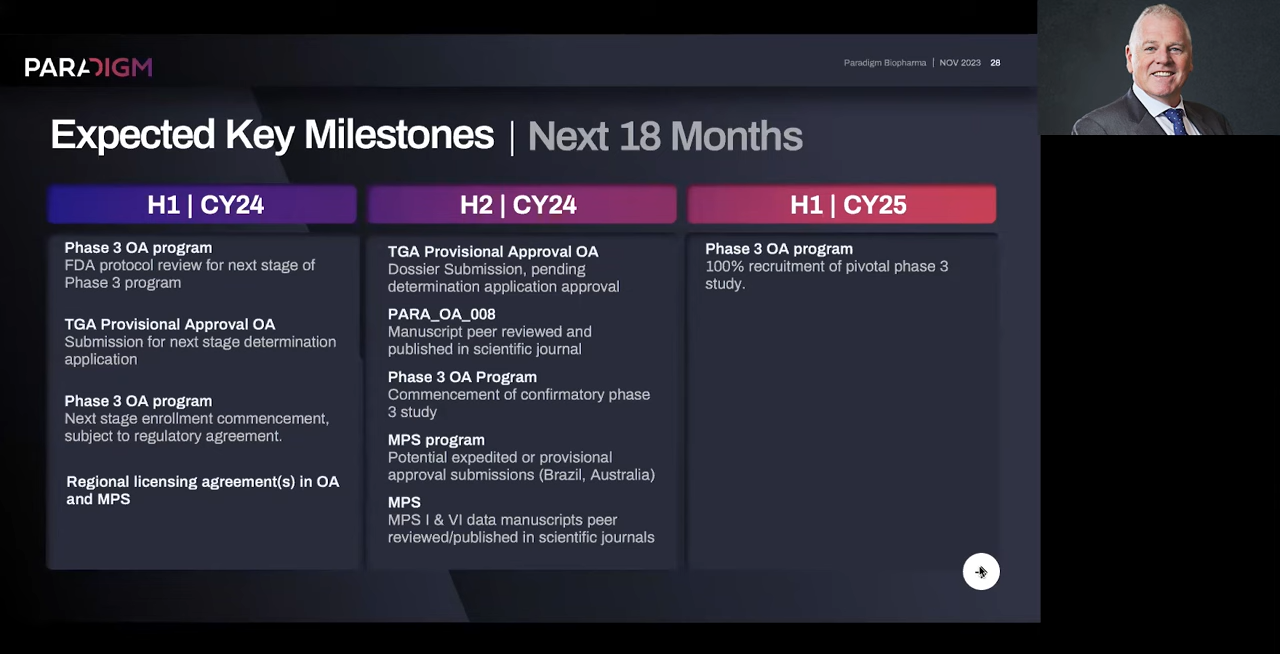 PARADIGM
Paradigm Biopharma | NOV 2023 28
Expected Key Milestones | Next 18 Months
H1 | CY24
Phase 3 OA program
FDA protocol review for next stage of
Phase 3 program
TGA Provisional Approval OA
Submission for next stage determination
application
Phase 3 OA program
Next stage enrollment commencement,
subject to regulatory agreement.
Regional licensing agreement(s) in OA
and MPS
H2 | CY24
TGA Provisional Approval OA
Dossier Submission, pending
determination application approval
PARA_OA_008
Manuscript peer reviewed and
published in scientific journal
Phase 3 OA Program
Commencement of confirmatory phase
3 study
MPS program
Potential expedited or provisional
approval submissions (Brazil, Australia)
MPS
MPS I & VI data manuscripts peer
reviewed/published in scientific journals
H1 | CY25
Phase 3 OA program
100% recruitment of pivotal phase 3
study.